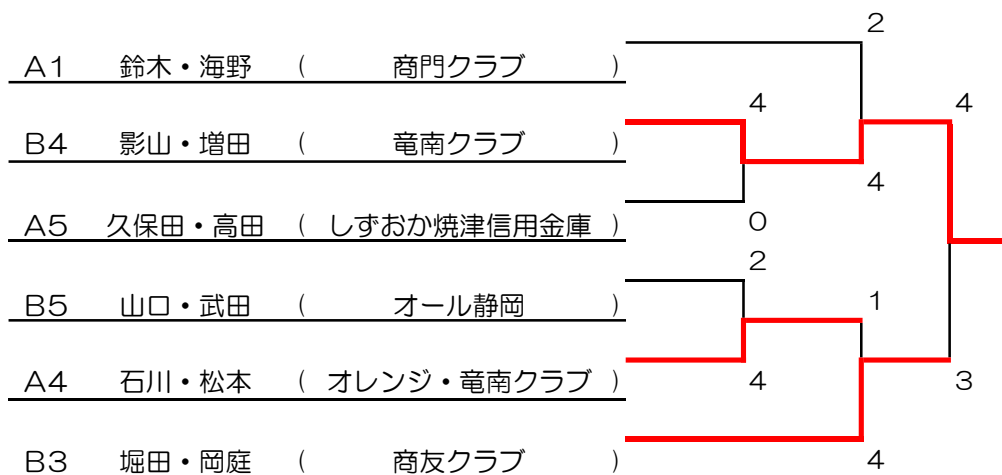 2
A1 鈴木・海野 ( 商門クラブ )
4 4
B4 影山・増田 ( 竜南クラブ )
4
A5 久保田・高田 ( しずおか焼津信用金庫 ) 0
2
B5 山口・武田 ( オール静岡 ) 1
A4 石川・松本 ( オレンジ・竜南クラブ ) 4 3
B3 堀田・岡庭 ( 商友クラブ ) 4